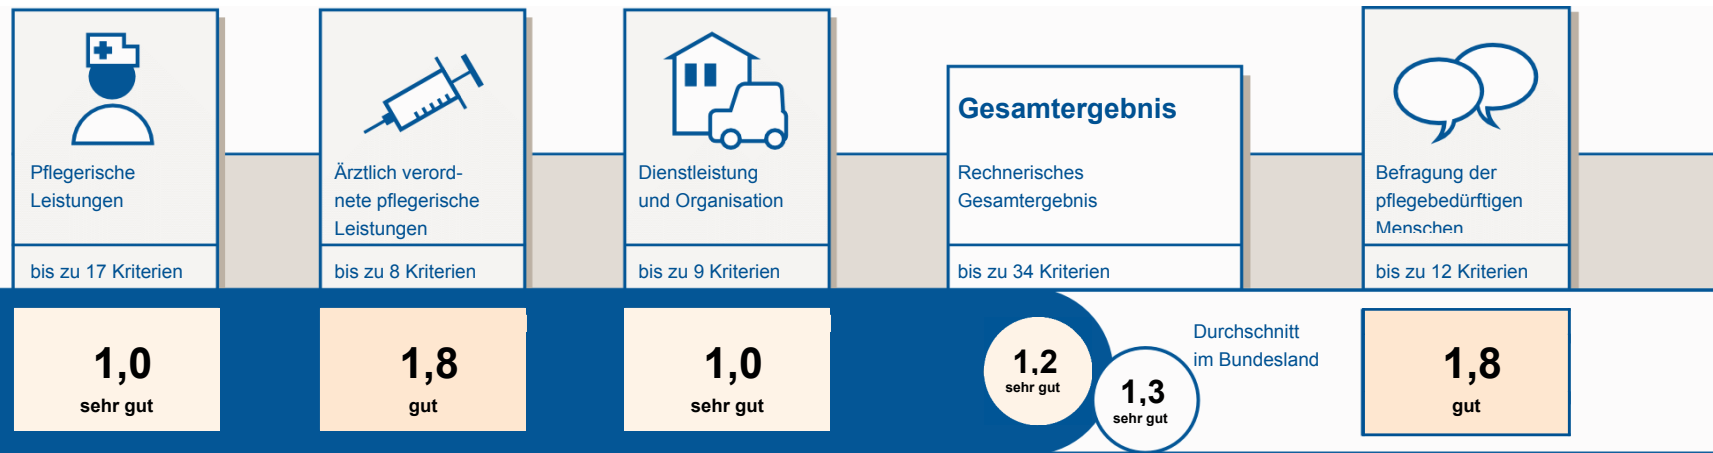 Pflegerische
Leistungen
bis zu 17 Kriterien
1,0
sehr gut
Ärztlich verord-
nete pflegerische
Leistungen
bis zu 8 Kriterien
1,8
gut
Dienstleistung
und Organisation
bis zu 9 Kriterien
1,0
sehr gut
Gesamtergebnis
Rechnerisches
Gesamtergebnis
bis zu 34 Kriterien
1,2
sehr gut
1,3
sehr gut
Durchschnitt
im Bundesland
Befragung der
pflegebedürftigen
Menschen
bis zu 12 Kriterien
1,8
gut